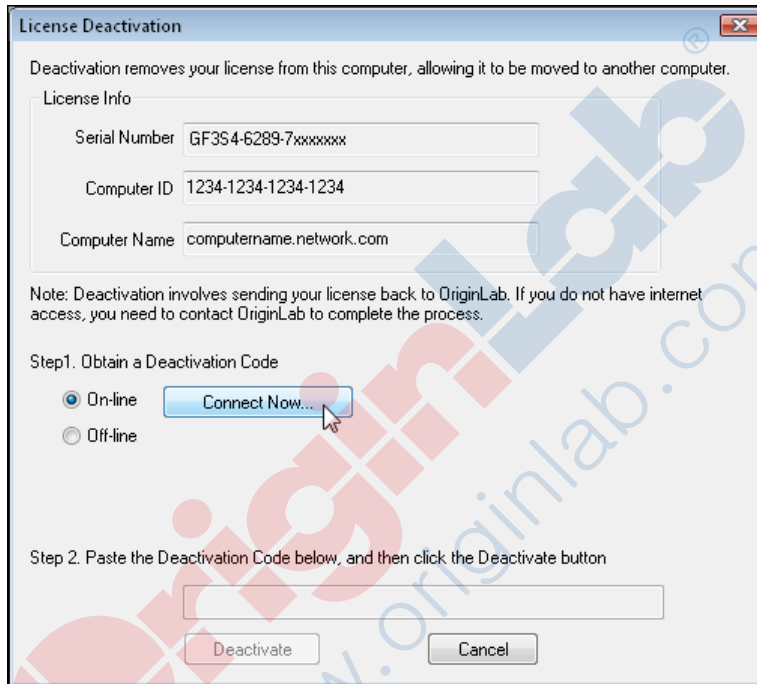 License Deactivation
Deactivation removes your license from this computer, allowing it to be moved to another computer.
License Info
Serial Number GF3S4-6289-7xxxxxxx
Computer ID 1234-1234-1234-1234
Computer Name computername.network.com
Note: Deactivation involves sending your license back to OriginLab. If you do not have internet
access, you need to contact OriginLab to complete the process.
Step1. Obtain a Deactivation Code
On-line Connect Now...
Off-line
Step 2. Paste the Deactivation Code below, and then click the Deactivate button
Deactivate Cancel
OriginLab ®
www.originlab.com